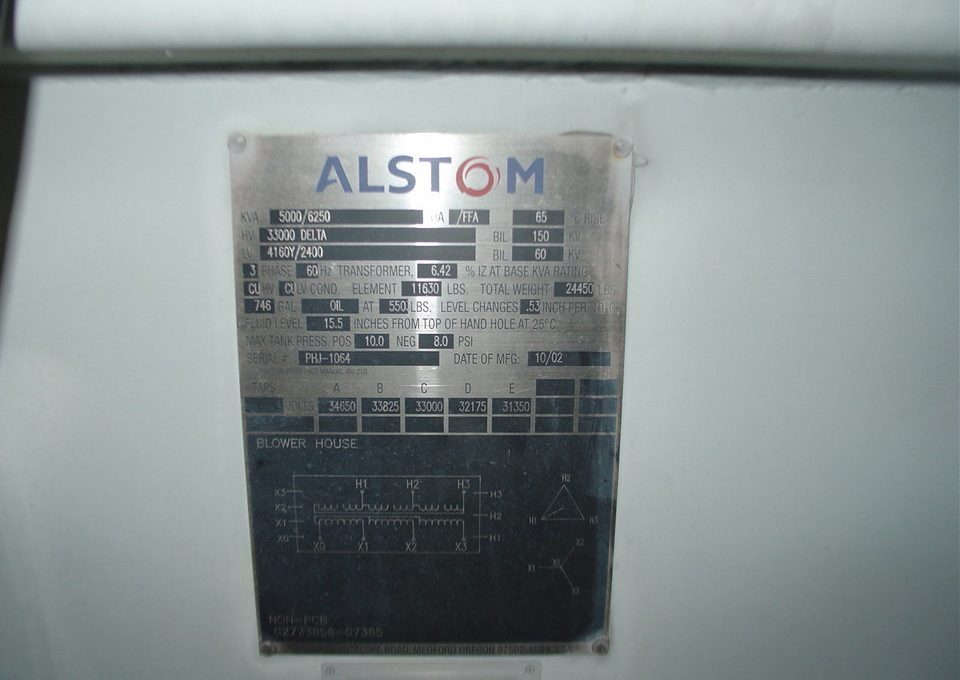 ALSTOM
KVA 5000/6250 OA /FFA 65 °C RISE
HV 33000 DELTA BIL 150 KV
LV 4160Y/2400 BIL 60 KV
3 PHASE 60 Hz TRANSFORMER, 6.42 % IZ AT BASE KVA RATING
CU HV CU LV COND. ELEMENT 11630 LBS. TOTAL WEIGHT 24450 LBS
746 GAL OIL AT 550 LBS. LEVEL CHANGES .53 INCH PER
FLUID LEVEL 15.5 INCHES FROM TOP OF HAND HOLE AT 25°C
MAX TANK PRESS. POS 10.0 NEG 8.0 PSI
SERIAL # PHJ-1064 DATE OF MFG: 10/02
TAPS A B C D E
VOLTS 34650 33825 33000 32175 31350
BLOWER HOUSE
H1 H2 H3
X3 H3
X2 H2
X1 H1
X0
X0 X1 X2 X3
H2
H1 H3
X2
X1 X0
X3
NON-PCB
ROAD, MEDFORD OREGON